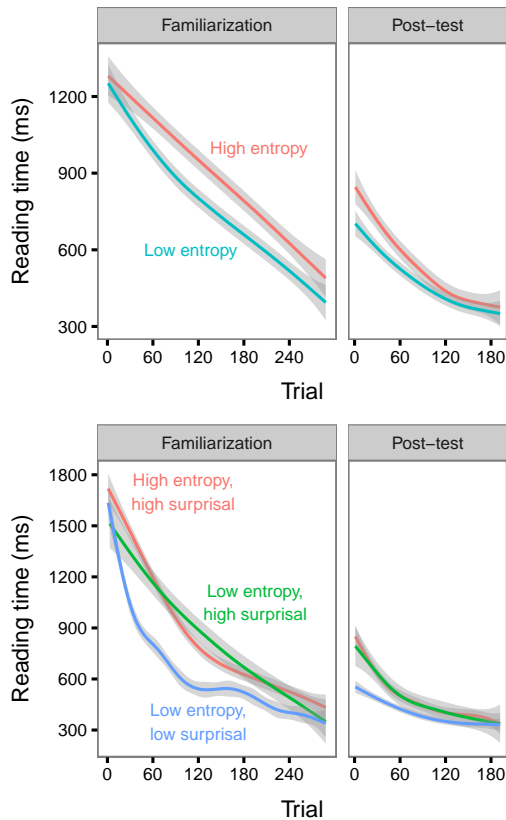 Familiarization
Post−test
Reading time (ms)
1200
900
600
300
High entropy
Low entropy
0 60 120 180 240
0 60 120 180
Trial
Familiarization
Post−test
Reading time (ms)
1800
1500
1200
900
600
300
High entropy,
high surprisal
Low entropy,
high surprisal
Low entropy,
low surprisal
0 60 120 180 240
0 60 120 180
Trial